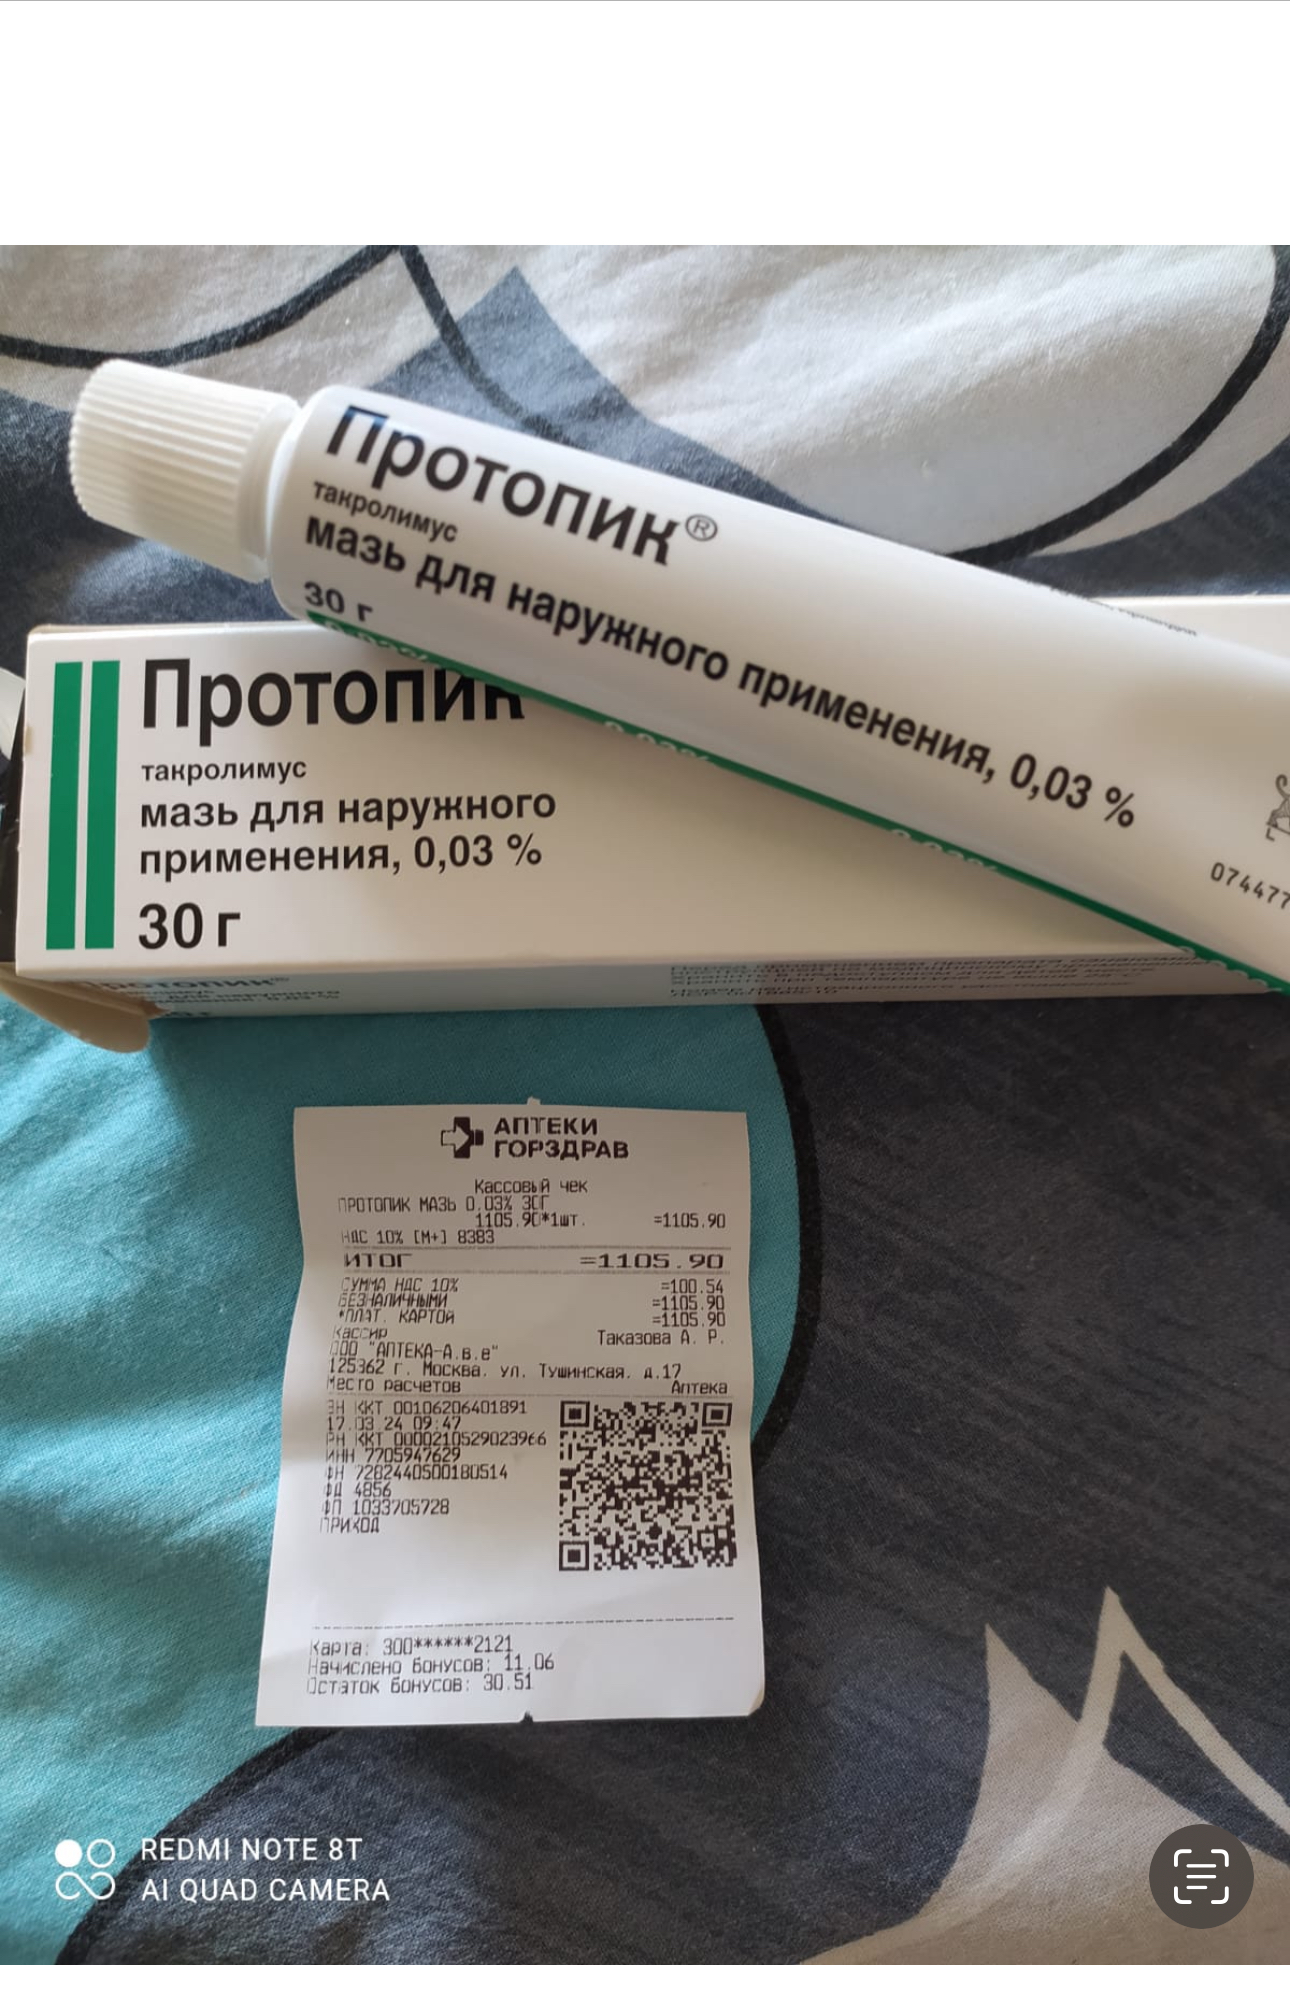 Протопик®
такролимус
мазь для наружного применения, 0,03 %
30 г
074477
Протопик
такролимус
мазь для наружного
применения, 0,03 %
30 г
АПТЕКИ
ГОРЗДРАВ
Кассовый чек
ПРОТОПИК МАЗЬ 0.03% 30Г
1105.90*1шт. =1105.90
НДС 10% [М+] 8383
ИТОГ =1105.90
СУММА НДС 10% =100.54
БЕЗНАЛИЧНЫМИ =1105.90
*ПЛАТ. КАРТОЙ =1105.90
Кассир Таказова А. Р.
ООО "АПТЕКА-А.в.е"
125362 г. Москва. ул. Тушинская. д.17
Место расчетов Аптека
ЗН ККТ 00106206401891
17.03.24 09:47
РН ККТ 0000210529023966
ИНН 7705947629
ФН 7282440500180514
ФД 4856
ФП 1033705728
ПРИХОД
Карта: 300******2121
Начислено бонусов: 11.06
Остаток бонусов: 30.51
REDMI NOTE 8T
AI QUAD CAMERA